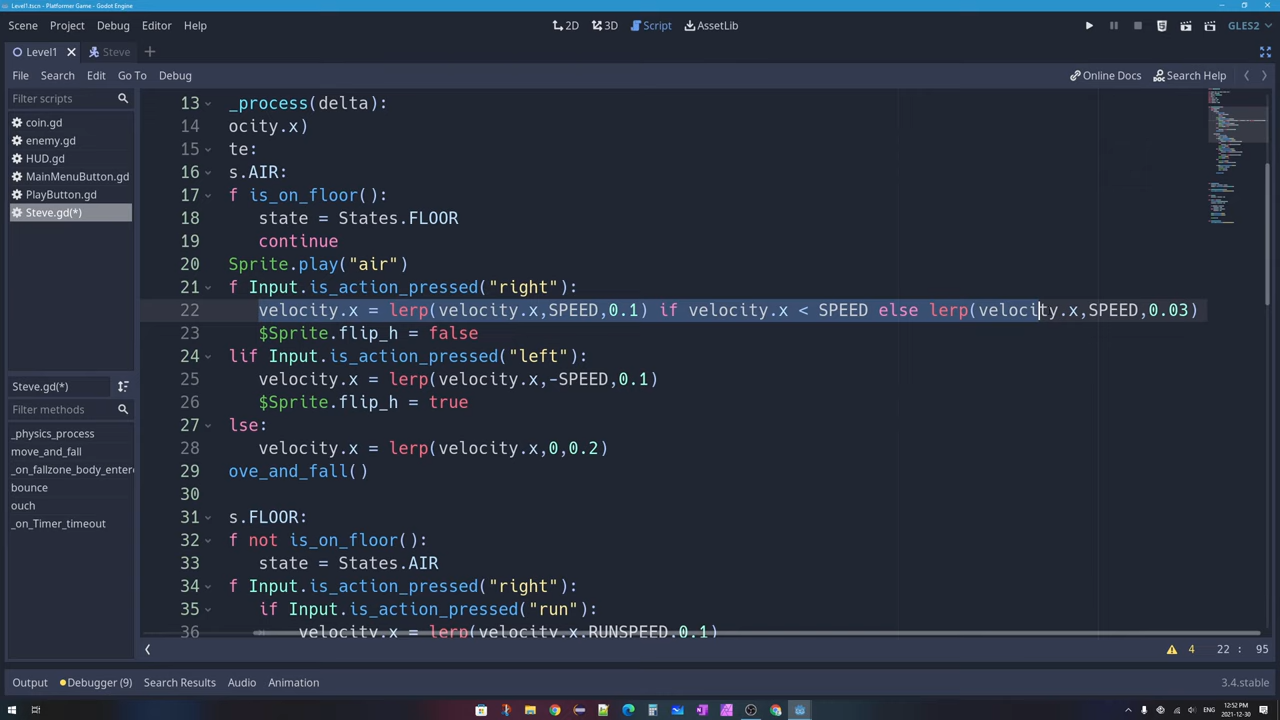 Level1.tscn - Platformer Game - Godot Engine
Scene Project Debug Editor Help 2D 3D Script AssetLib GLES2
Level1 Steve
File Search Edit Go To Debug Online Docs Search Help
Filter scripts
coin.gd
enemy.gd
HUD.gd
MainMenuButton.gd
PlayButton.gd
Steve.gd(*)
Steve.gd(*)
Filter methods
_physics_process
move_and_fall
_on_fallzone_body_entere
bounce
ouch
_on_Timer_timeout
13 _process(delta):
14 ocity.x)
15 te:
16 s.AIR:
17 f is_on_floor():
18 state = States.FLOOR
19 continue
20 Sprite.play("air")
21 f Input.is_action_pressed("right"):
22 velocity.x = lerp(velocity.x,SPEED,0.1) if velocity.x < SPEED else lerp(velocity.x,SPEED,0.03)
23 $Sprite.flip_h = false
24 lif Input.is_action_pressed("left"):
25 velocity.x = lerp(velocity.x,-SPEED,0.1)
26 $Sprite.flip_h = true
27 lse:
28 velocity.x = lerp(velocity.x,0,0.2)
29 ove_and_fall()
30
31 s.FLOOR:
32 f not is_on_floor():
33 state = States.AIR
34 f Input.is_action_pressed("right"):
35 if Input.is_action_pressed("run"):
36 velocity.x = lerp(velocity.x,RUNSPEED,0.1)
4 22 : 95
Output Debugger (9) Search Results Audio Animation 3.4.stable
12:52 PM
2021-12-30